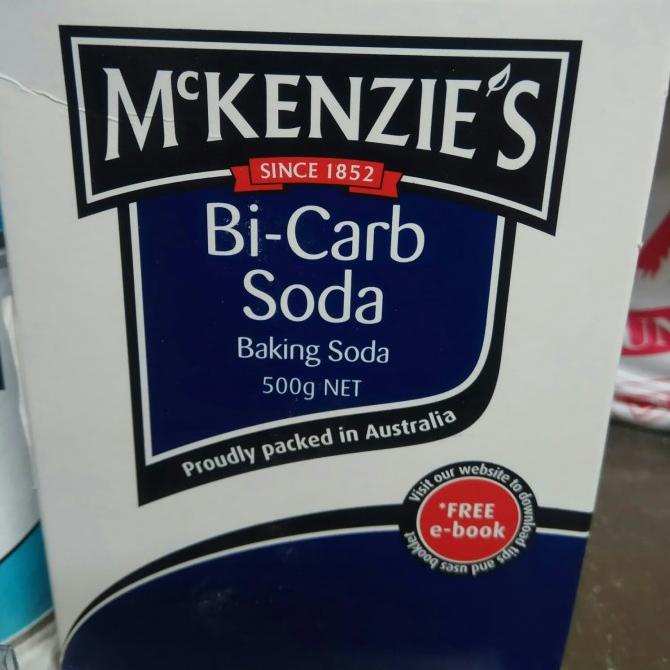 McKENZIE'S
SINCE 1852
Bi-Carb
Soda
Baking Soda
500g NET
Proudly packed in Australia
Visit our website to download tips and uses booklet
*FREE
e-book
UN